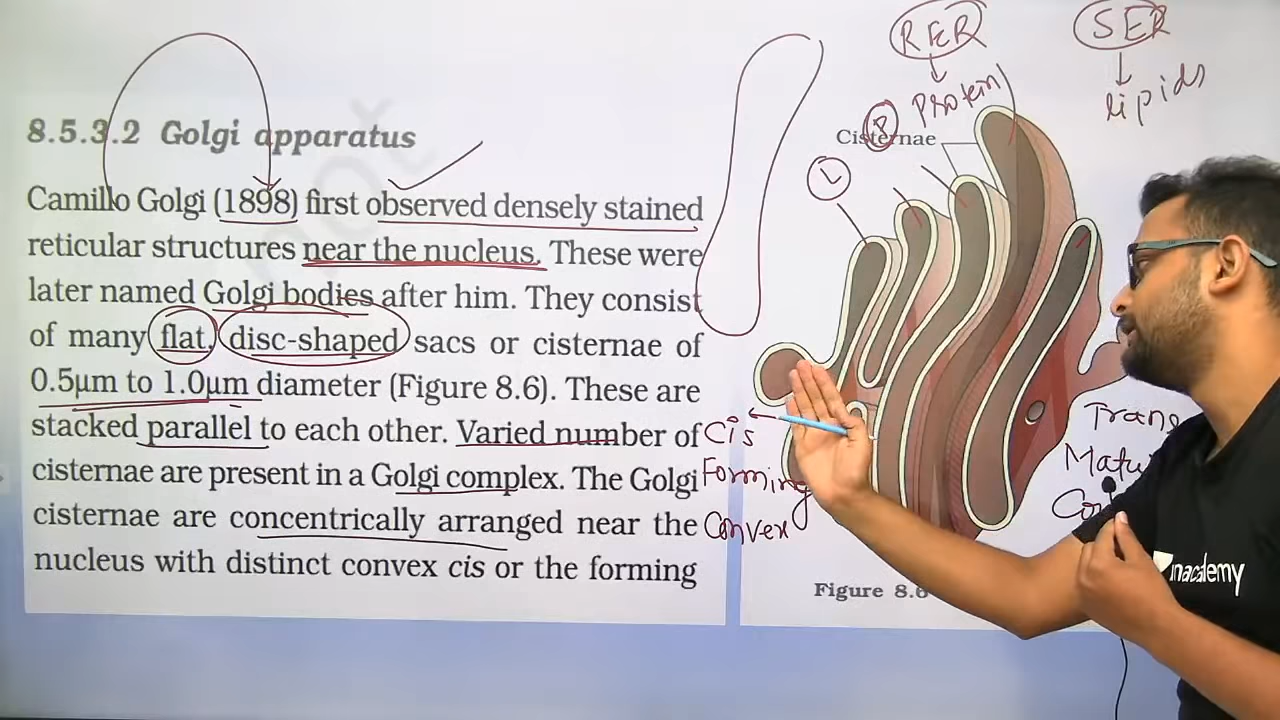 8.5.3.2 Golgi apparatus
Camillo Golgi (1898) first observed densely stained
reticular structures near the nucleus. These were
later named Golgi bodies after him. They consist
of many flat, disc-shaped sacs or cisternae of
0.5µm to 1.0µm diameter (Figure 8.6). These are
stacked parallel to each other. Varied number of
cisternae are present in a Golgi complex. The Golgi
cisternae are concentrically arranged near the
nucleus with distinct convex cis or the forming
RER
Protein
SER
lipids
P
Cisternae
L
Cis
Forming
Convex
Trans
Figure 8.6
unacademy